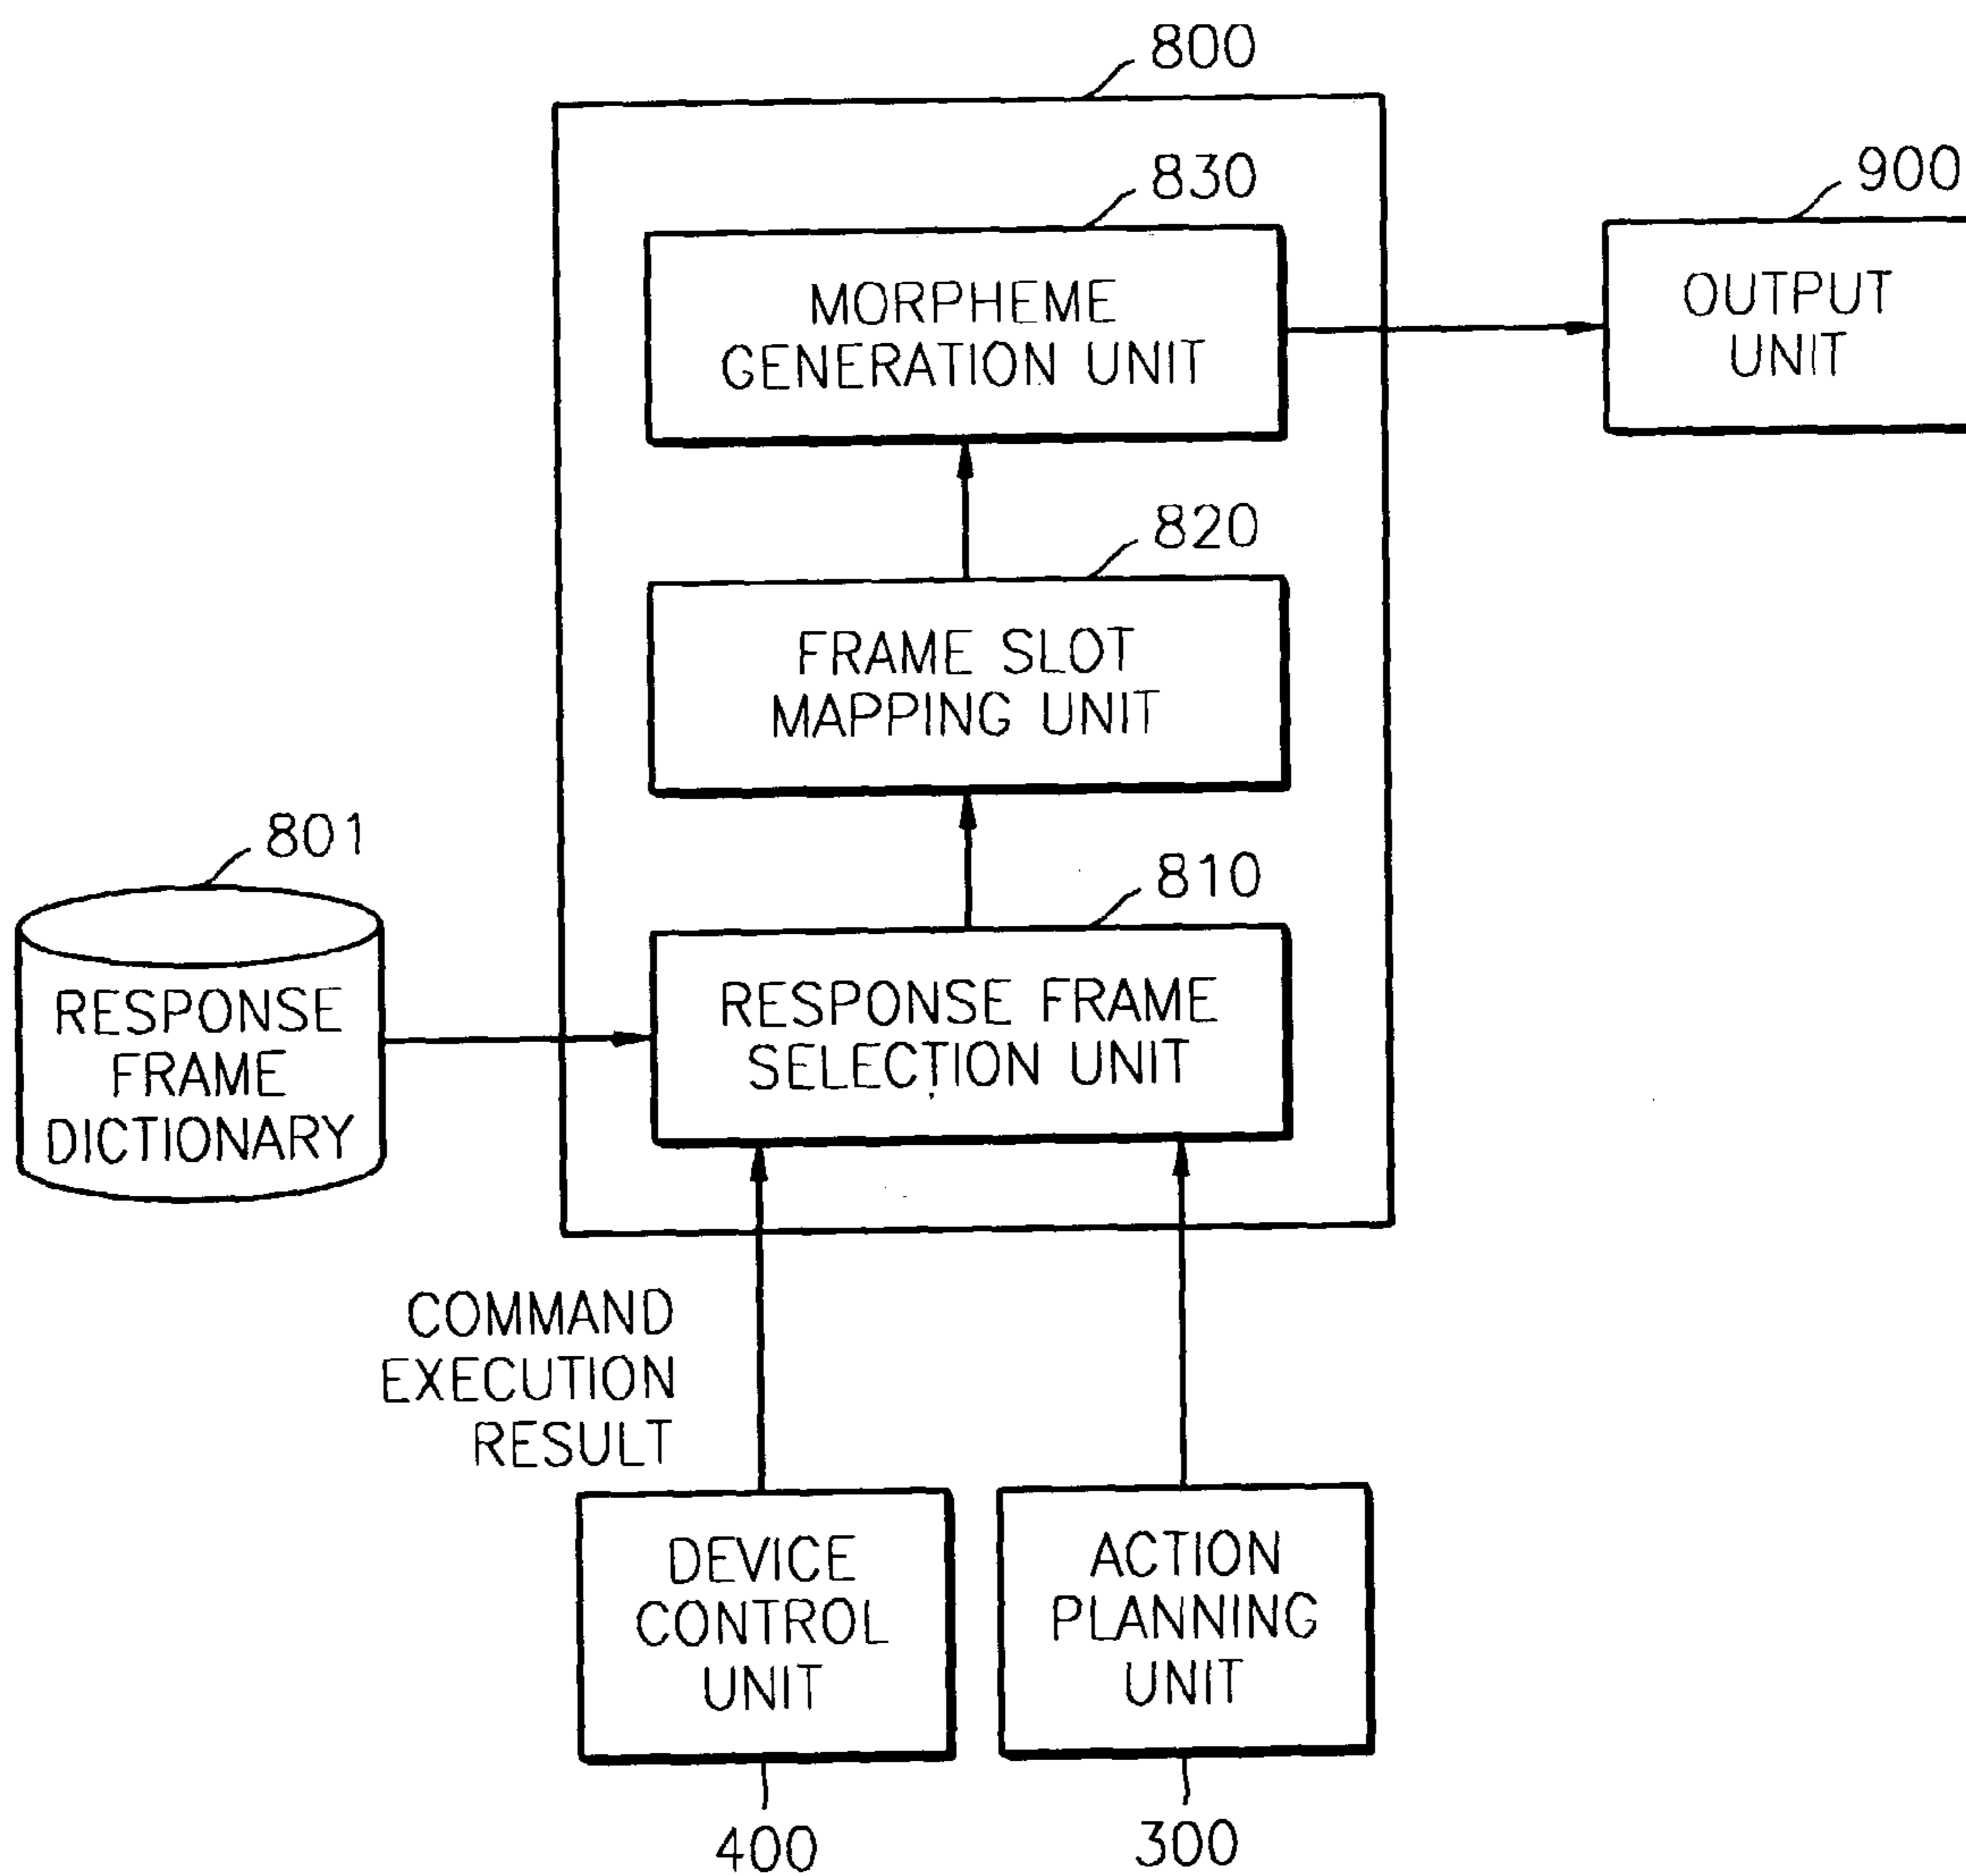 800
830
900
MORPHEME
GENERATION UNIT
OUTPUT
UNIT
820
FRAME SLOT
MAPPING UNIT
801
810
RESPONSE
FRAME
DICTIONARY
RESPONSE FRAME
SELECTION UNIT
COMMAND
EXECUTION
RESULT
DEVICE
CONTROL
UNIT
ACTION
PLANNING
UNIT
400
300